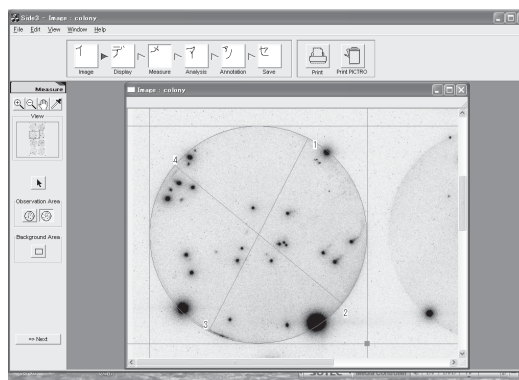 Side3 - Image : colony
File Edit View Window Help
イ デ メ ア ア セ
Image Display Measure Analysis Annotation Save
Print Print PICTRO
Measure
View
Observation Area
Background Area
>> Next
Image : colony
1
4
2
3